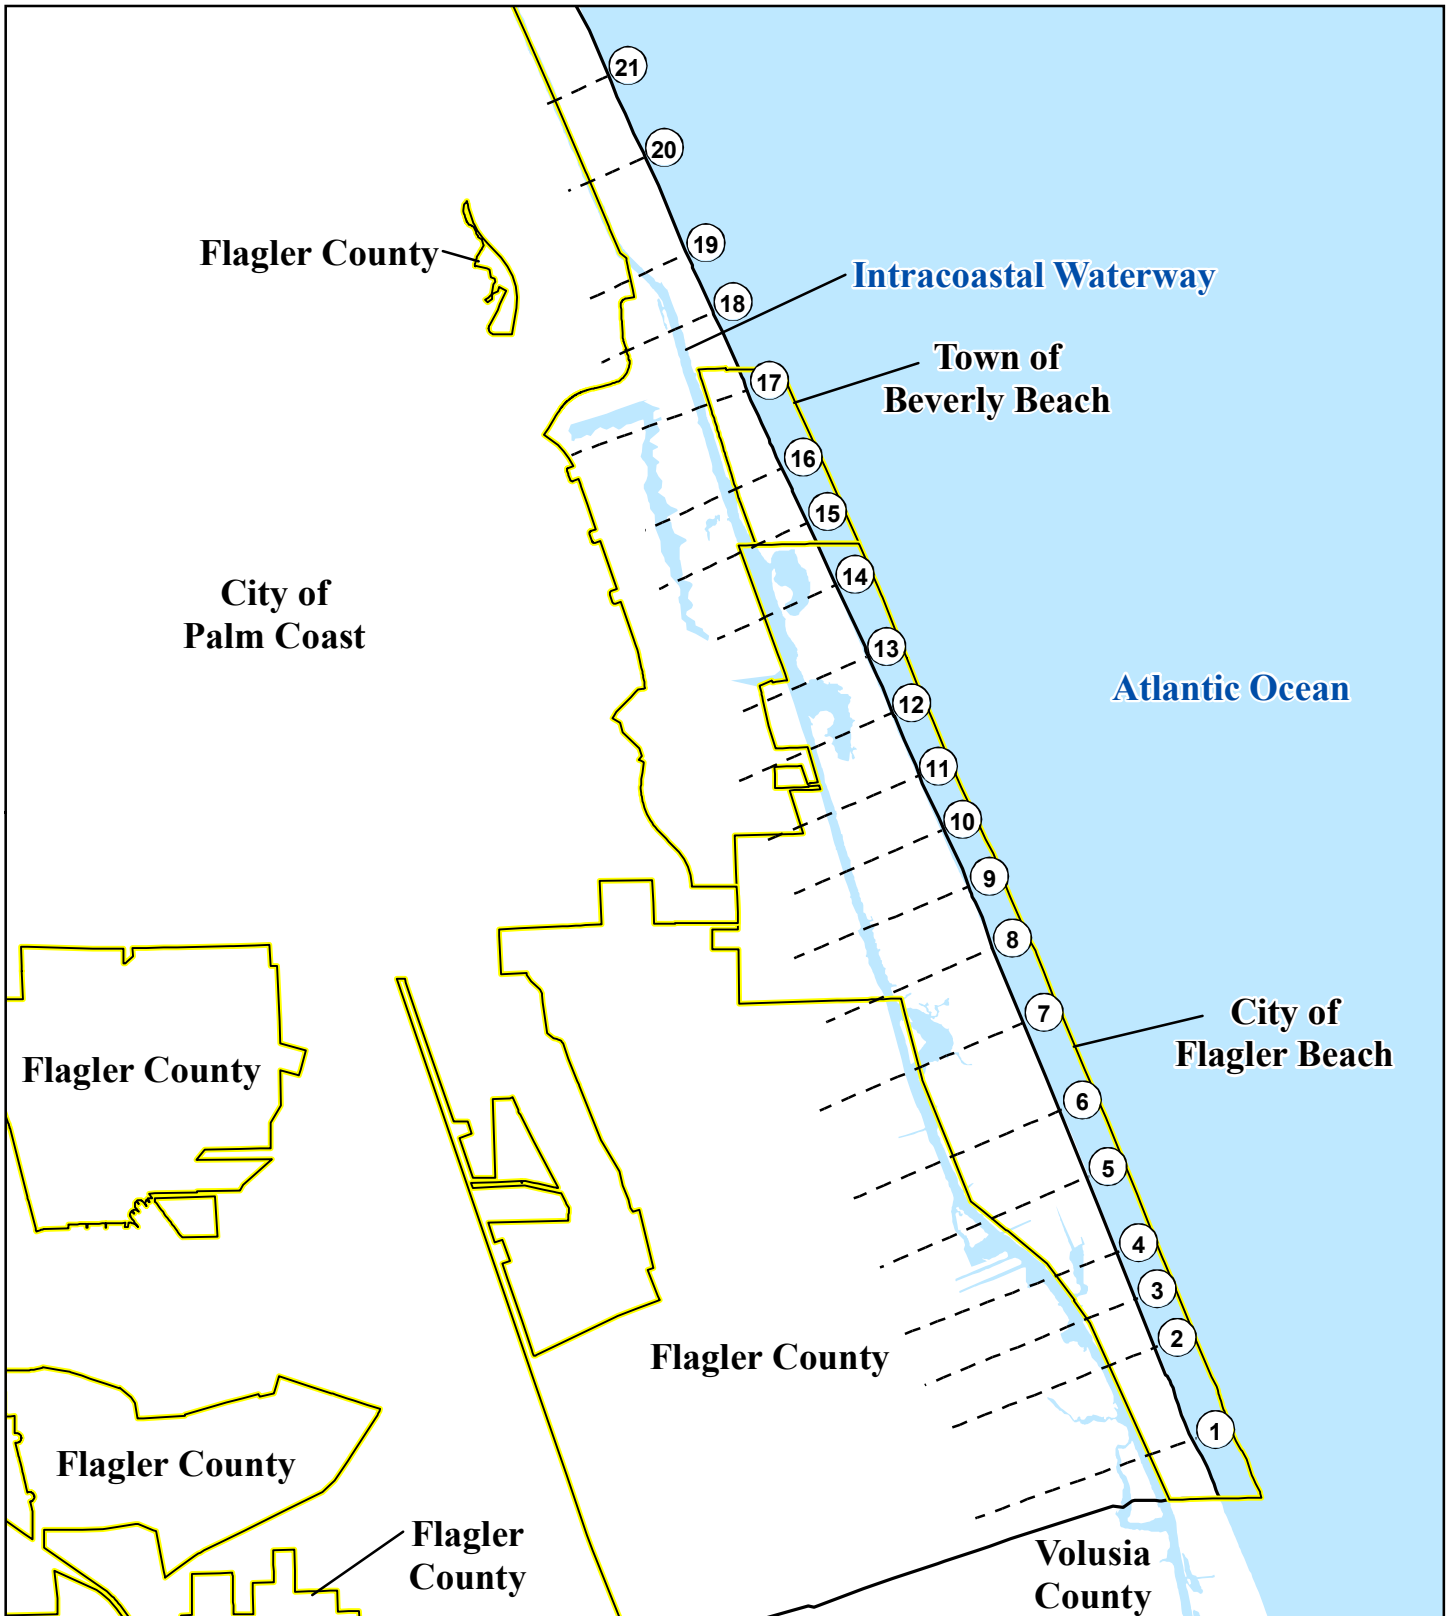 21
20
19
Flagler County
Intracoastal Waterway
18
Town of
Beverly Beach
17
16
15
14
City of
Palm Coast
13
Atlantic Ocean
12
11
10
9
8
7
City of
Flagler Beach
Flagler County
6
5
4
3
2
Flagler County
1
Flagler County
Flagler
County
Volusia
County